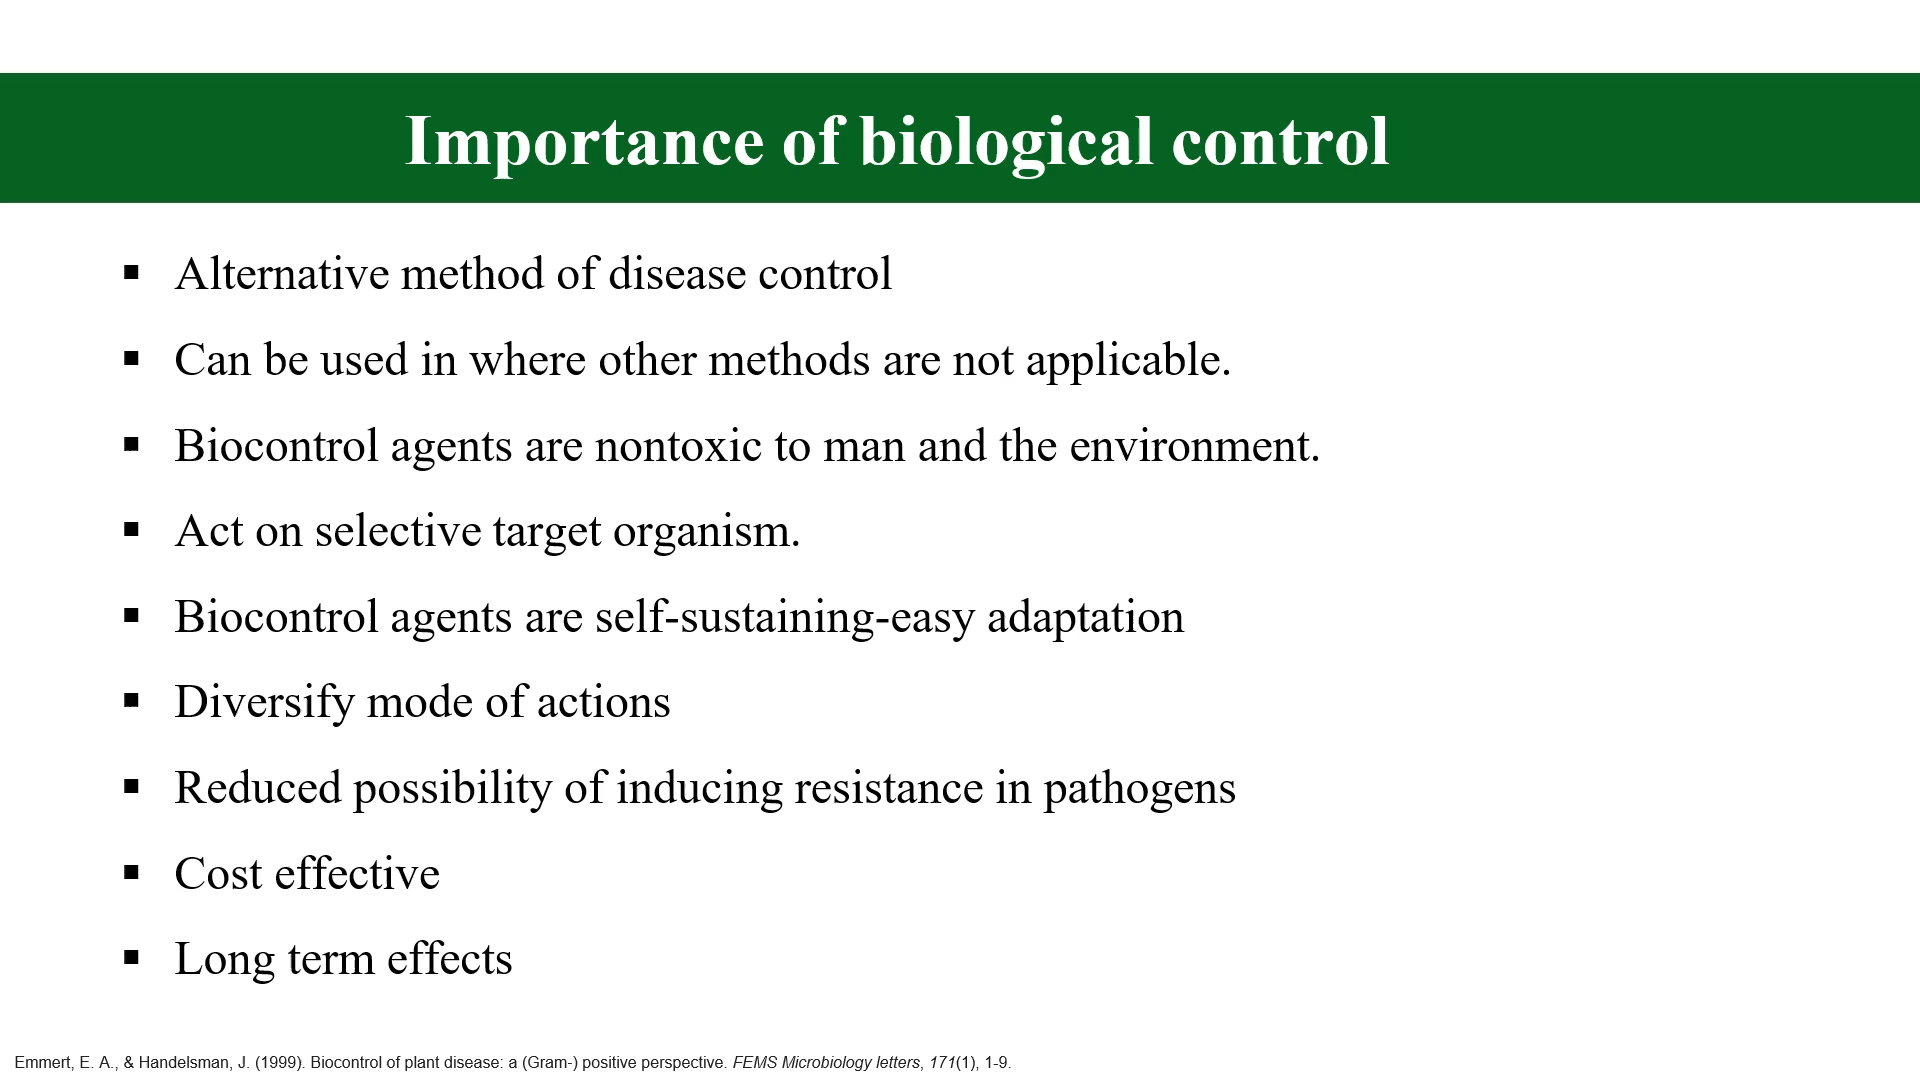 Importance of biological control
▪ Alternative method of disease control
▪ Can be used in where other methods are not applicable.
▪ Biocontrol agents are nontoxic to man and the environment.
▪ Act on selective target organism.
▪ Biocontrol agents are self-sustaining-easy adaptation
▪ Diversify mode of actions
▪ Reduced possibility of inducing resistance in pathogens
▪ Cost effective
▪ Long term effects
Emmert, E. A., & Handelsman, J. (1999). Biocontrol of plant disease: a (Gram-) positive perspective. FEMS Microbiology letters, 171(1), 1-9.